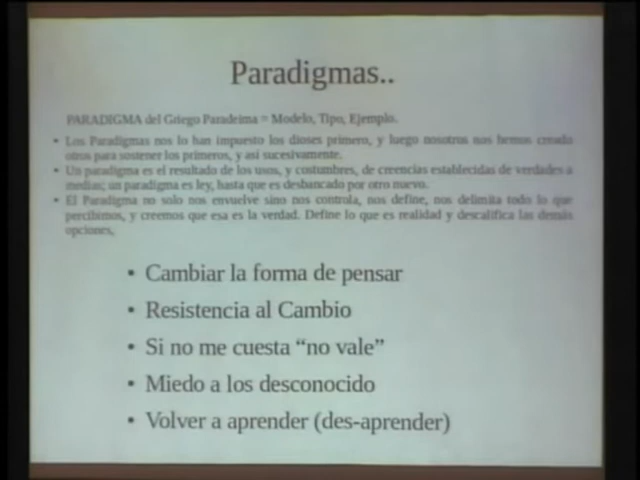 Paradigmas..
PARADIGMA del Griego Paradeima = Modelo, Tipo, Ejemplo.
• Los Paradigmas nos lo han impuesto los dioses primero, y luego nosotros nos hemos creado
otros para sostener los primeros, y así sucesivamente.
• Un paradigma es el resultado de los usos, y costumbres, de creencias establecidas de verdades a
medias; un paradigma es ley, hasta que es desbancado por otro nuevo.
• El Paradigma no solo nos envuelve sino nos controla, nos define, nos delimita todo lo que
percibimos, y creemos que esa es la verdad. Define lo que es realidad y descalifica las demás
opciones,
• Cambiar la forma de pensar
• Resistencia al Cambio
• Si no me cuesta “no vale”
• Miedo a los desconocido
• Volver a aprender (des-aprender)